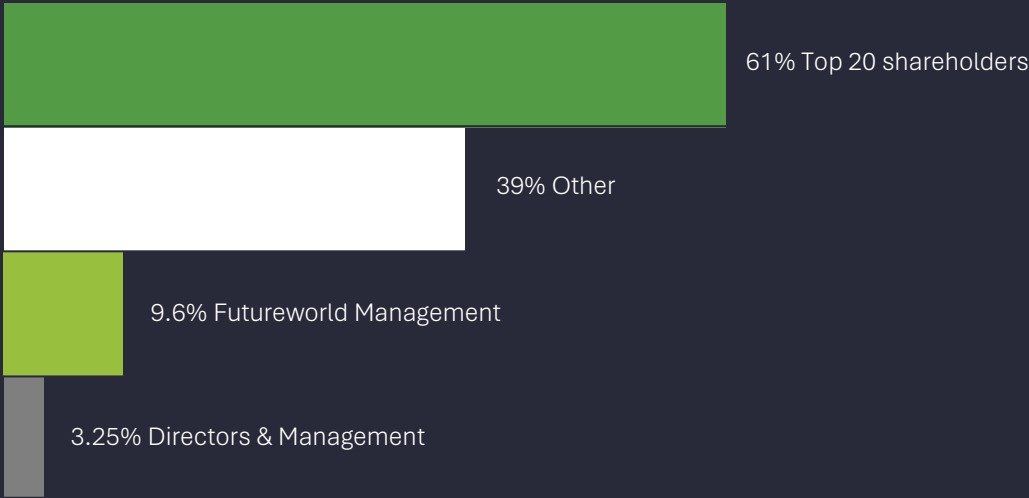 61% Top 20 shareholders
39% Other
9.6% Futureworld Management
3.25% Directors & Management